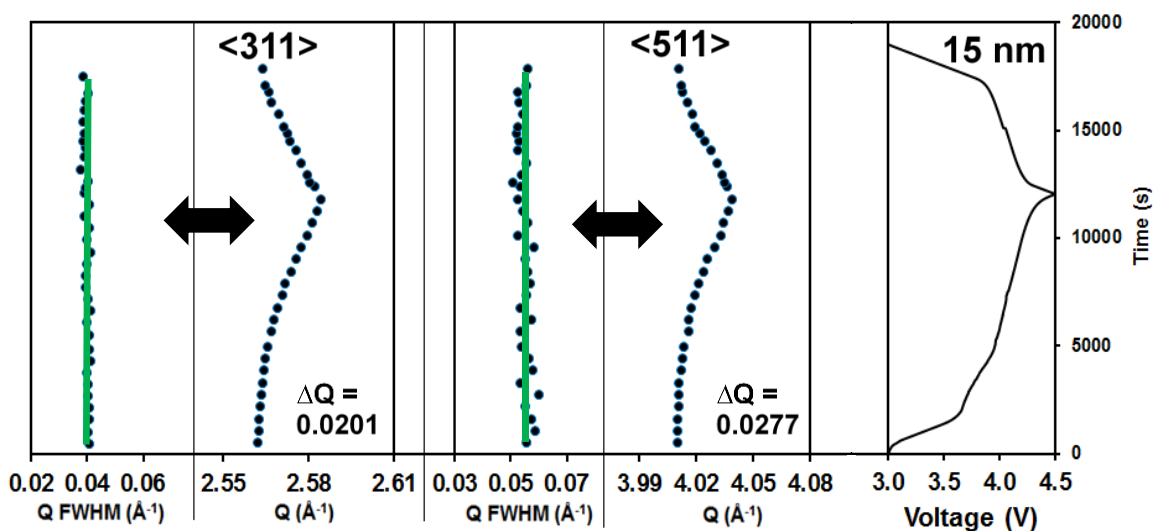 <311>
<511>
15 nm
20000
15000
10000
5000
0
Time (s)
ΔQ =
0.0201
ΔQ =
0.0277
0.02 0.04 0.06
2.55 2.58 2.61
0.03 0.05 0.07
3.99 4.02 4.05 4.08
3.0 3.5 4.0 4.5
Q FWHM (Å-1)
Q (Å-1)
Q FWHM (Å-1)
Q (Å-1)
Voltage (V)